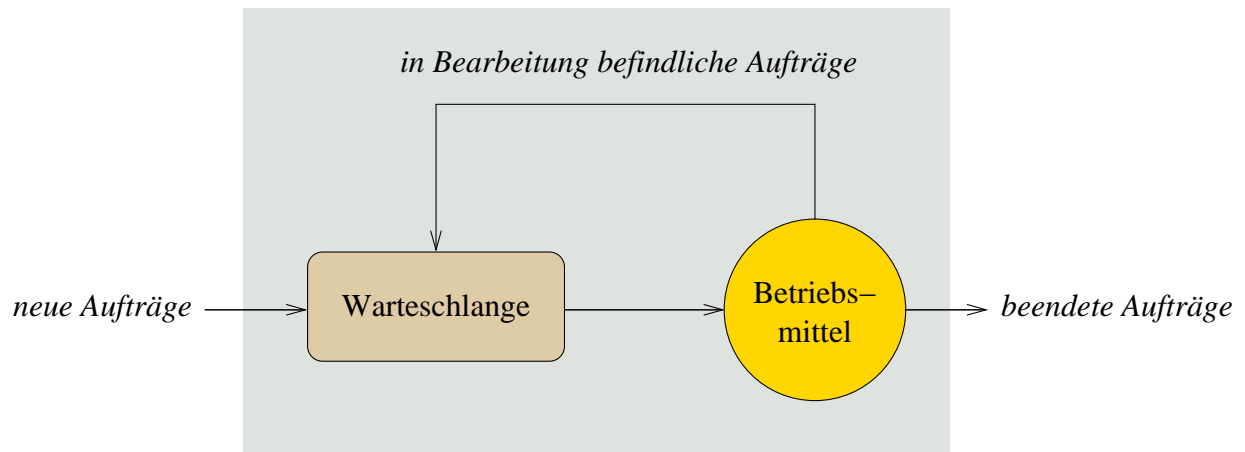 in Bearbeitung befindliche Aufträge
neue Aufträge
Warteschlange
Betriebs−
mittel
beendete Aufträge